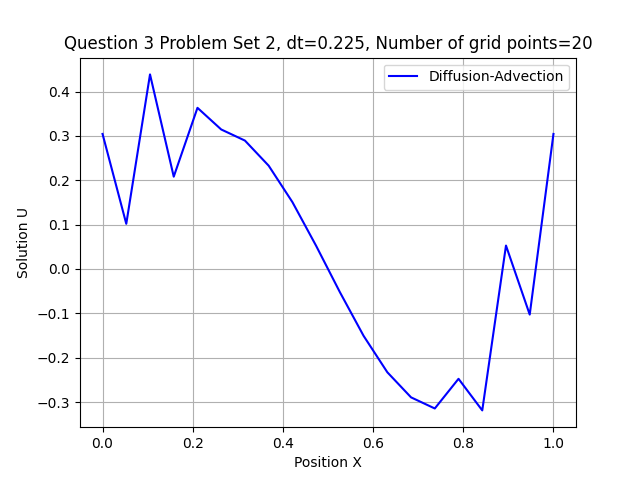 Question 3 Problem Set 2, dt=0.225, Number of grid points=20
Diffusion-Advection
Solution U
0.4
0.3
0.2
0.1
0.0
−0.1
−0.2
−0.3
0.0 0.2 0.4 0.6 0.8 1.0
Position X